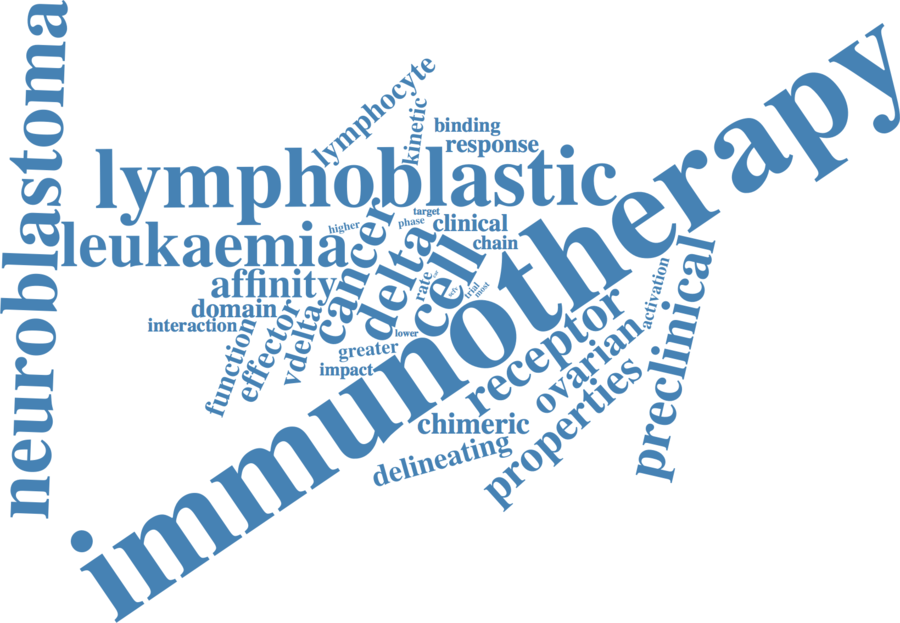 neuroblastoma
lymphocyte
kinetic
binding
response
lymphoblastic
immunotherapy
target
phase
higher
clinical
chain
leukaemia
cancer
delta
cell
affinity
rate
trial
most
domain
interaction
function
effector
vdelta
lower
greater
impact
receptor
activation
preclinical
ovarian
properties
chimeric
delineating